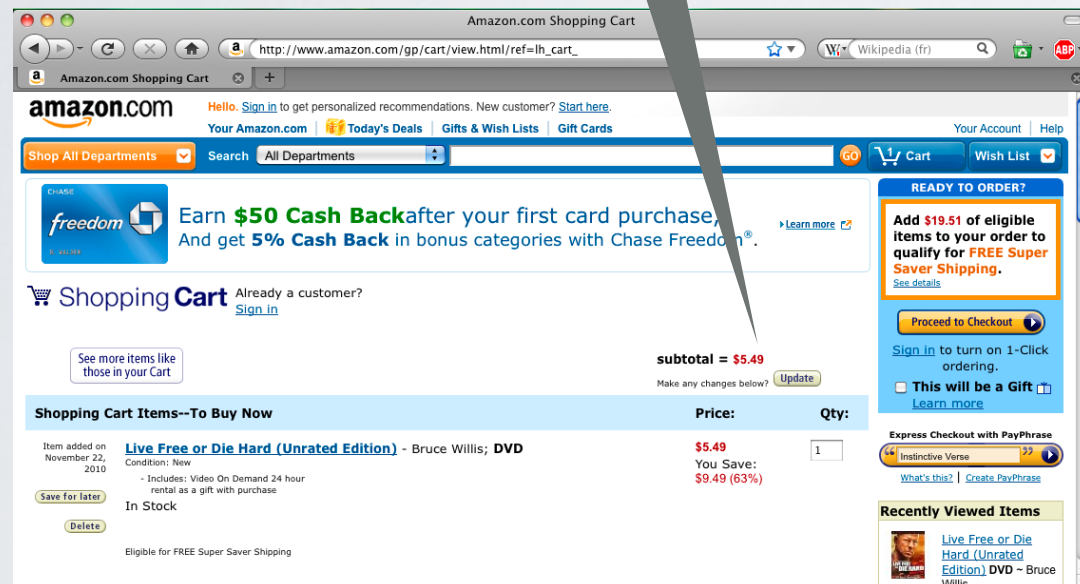 Amazon.com Shopping Cart
http://www.amazon.com/gp/cart/view.html/ref=lh_cart_
W
Wikipedia (fr)
ABP
a Amazon.com Shopping Cart
amazon.com
Hello. Sign in to get personalized recommendations. New customer? Start here.
Your Amazon.com | Today's Deals | Gifts & Wish Lists | Gift Cards
Your Account | Help
Shop All Departments
Search All Departments
GO
1 Cart
Wish List
CHASE
freedom
Earn $50 Cash Backafter your first card purchase,
And get 5% Cash Back in bonus categories with Chase Freedom®.
Learn more
READY TO ORDER?
Add $19.51 of eligible
items to your order to
qualify for FREE Super
Saver Shipping.
See details
Proceed to Checkout
Sign in to turn on 1-Click
ordering.
This will be a Gift
Learn more
Shopping Cart
Already a customer?
Sign in
See more items like
those in your Cart
subtotal = $5.49
Make any changes below? Update
Shopping Cart Items--To Buy Now
Price:
Qty:
Item added on
November 22,
2010
Save for later
Delete
Live Free or Die Hard (Unrated Edition) - Bruce Willis; DVD
Condition: New
- Includes: Video On Demand 24 hour
rental as a gift with purchase
In Stock
Eligible for FREE Super Saver Shipping
$5.49
You Save:
$9.49 (63%)
1
Express Checkout with PayPhrase
“ Instinctive Verse ”
What's this? | Create PayPhrase
Recently Viewed Items
Live Free or Die
Hard (Unrated
Edition) DVD ~ Bruce
Willis